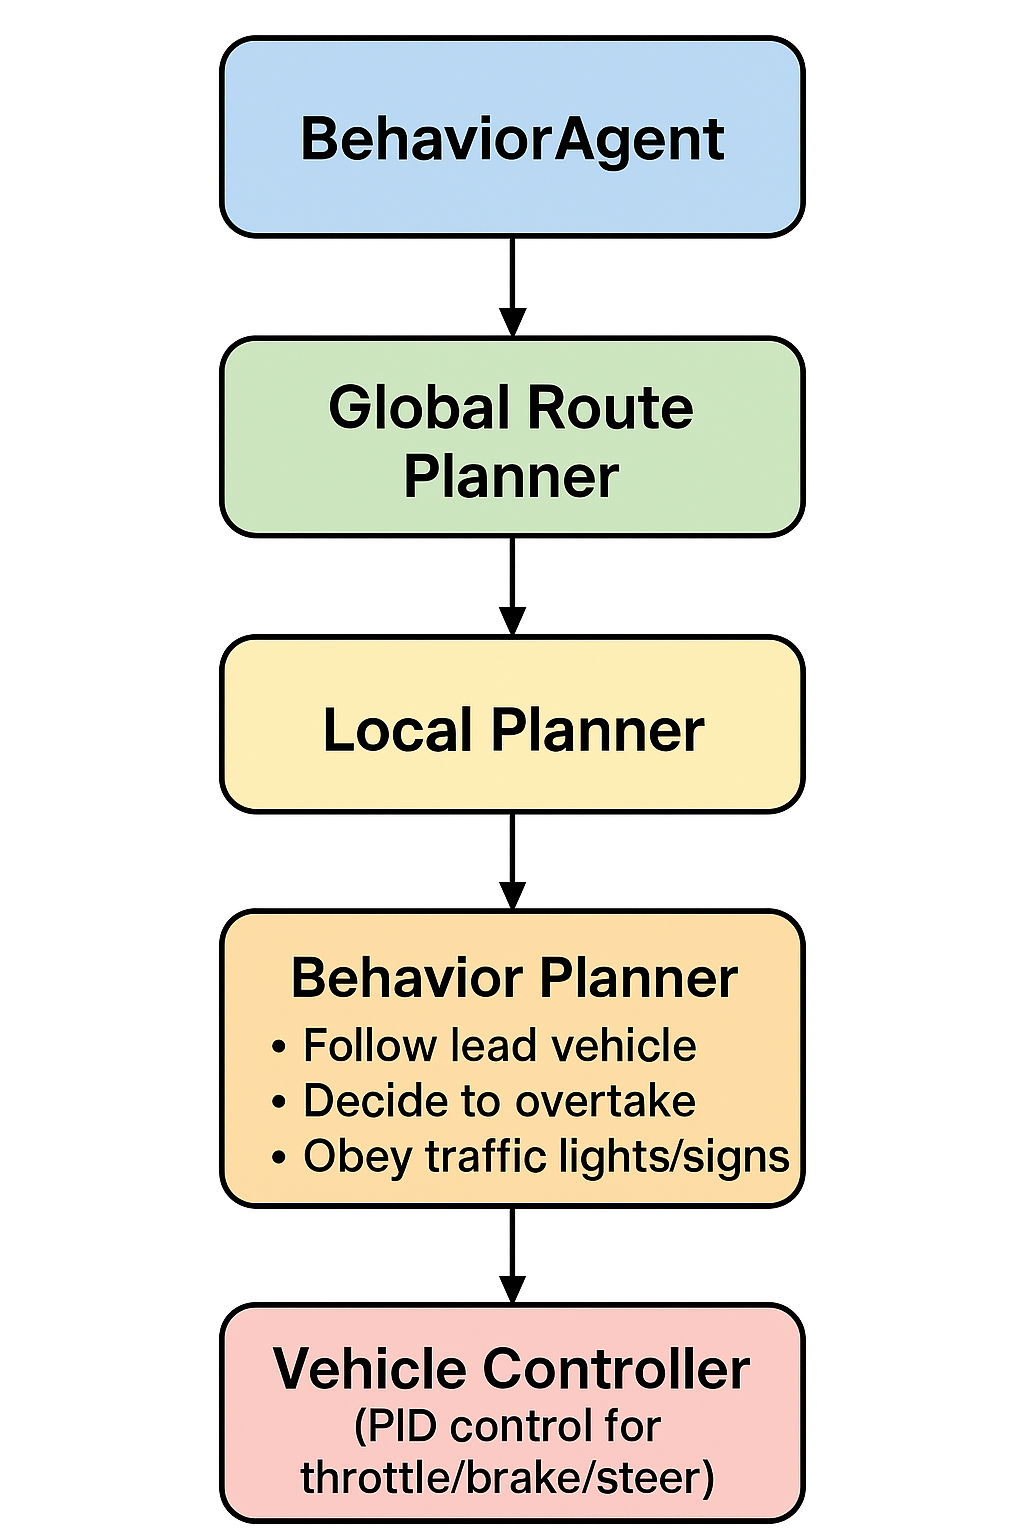 BehaviorAgent
Global Route
Planner
Local Planner
Behavior Planner
• Follow lead vehicle
• Decide to overtake
• Obey traffic lights/signs
Vehicle Controller
(PID control for
throttle/brake/steer)